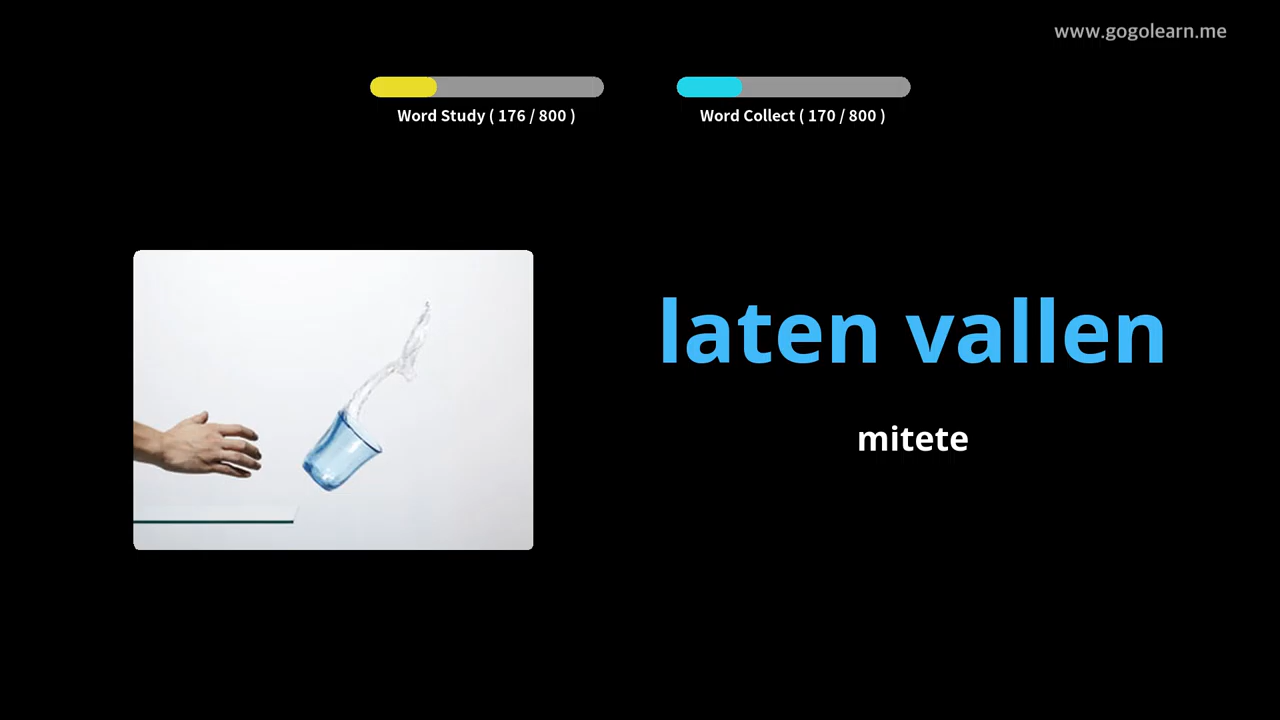 www.gogolearn.me
Word Study ( 176 / 800 )
Word Collect ( 170 / 800 )
laten vallen
mitete